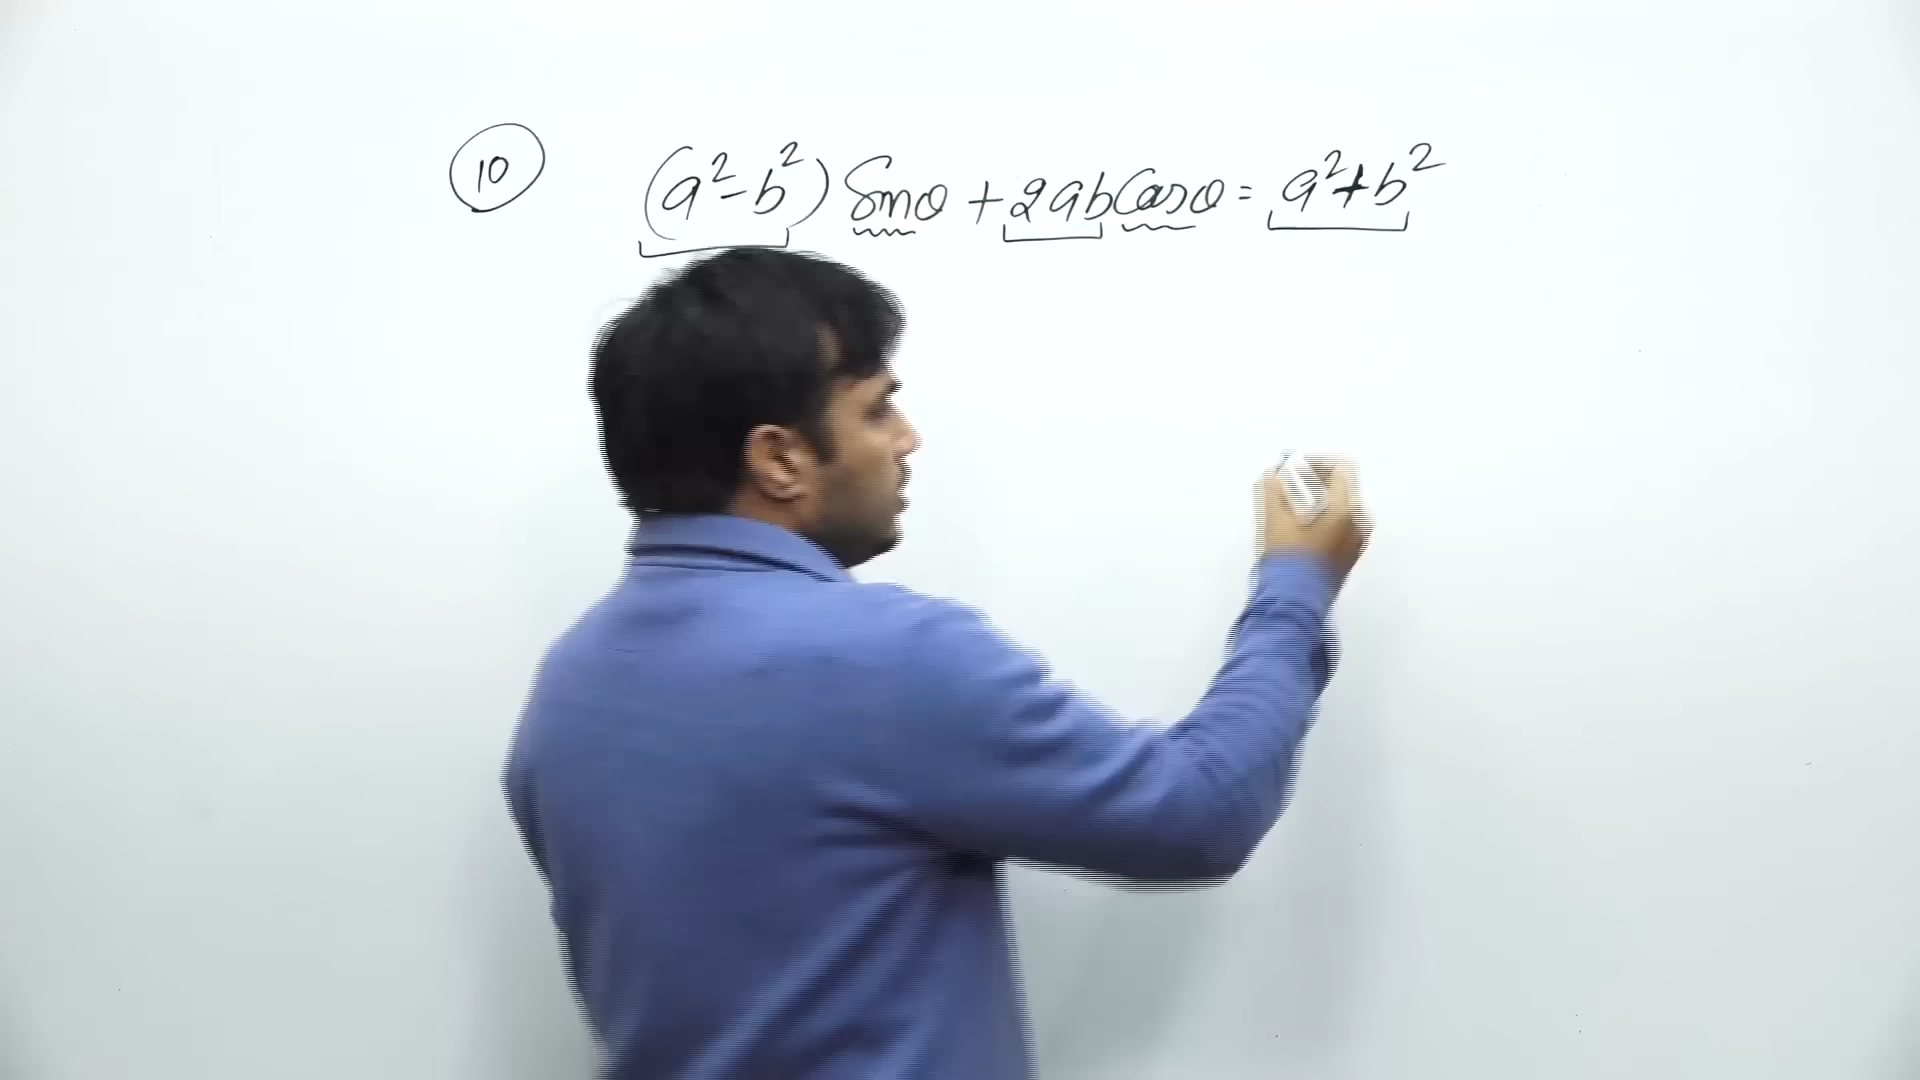 10 (a²-b²) Sinθ + 2ab Cosθ = a²+b²